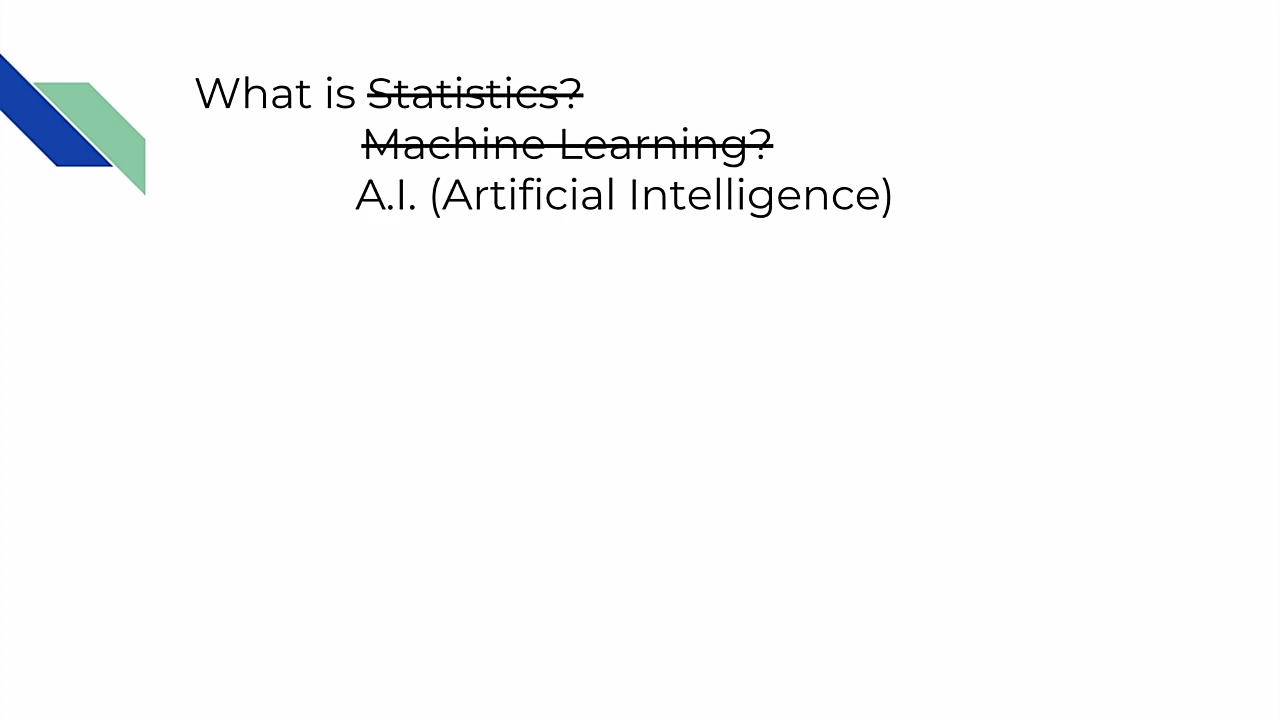 What is Statistics?
Machine Learning?
A.I. (Artificial Intelligence)